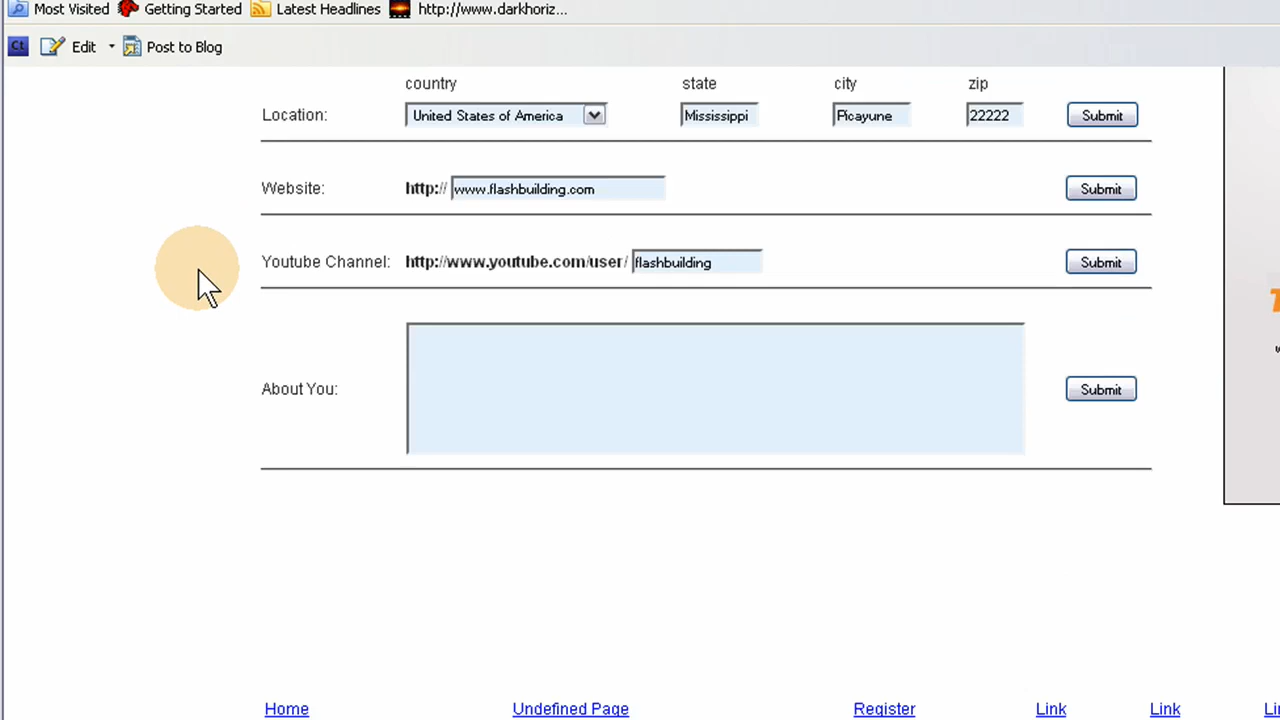 Most Visited Getting Started Latest Headlines http://www.darkhoriz...
Ct Edit Post to Blog
country state city zip
Location: United States of America Mississippi Picayune 22222 Submit
Website: http:// www.flashbuilding.com Submit
Youtube Channel: http://www.youtube.com/user/ flashbuilding Submit
About You: Submit
Home Undefined Page Register Link Link